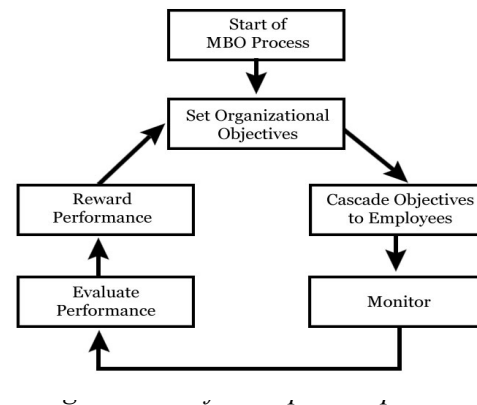 Start of
MBO Process
Set Organizational
Objectives
Cascade Objectives
to Employees
Monitor
Evaluate
Performance
Reward
Performance